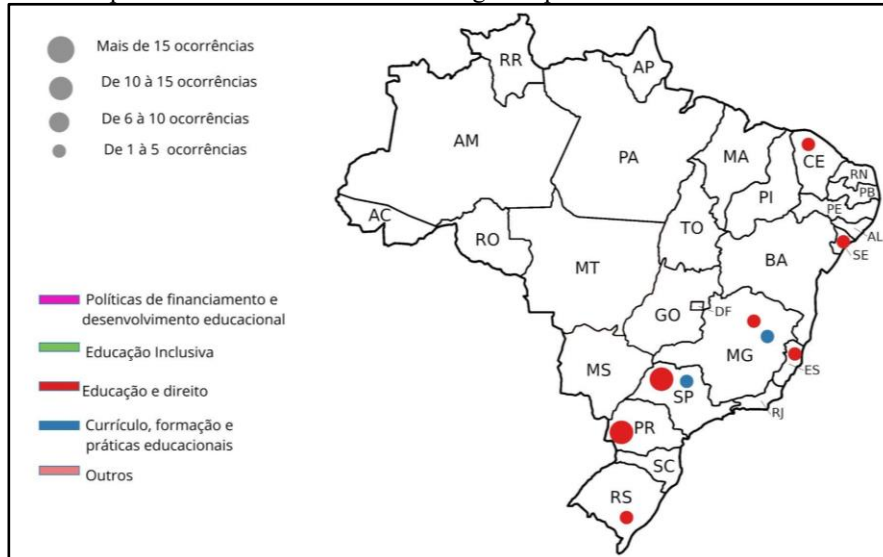 Mais de 15 ocorrências
De 10 à 15 ocorrências
De 6 à 10 ocorrências
De 1 à 5 ocorrências
Políticas de financiamento e
desenvolvimento educacional
Educação Inclusiva
Educação e direito
Currículo, formação e
práticas educacionais
Outros
RR
AP
AM
PA
MA
CE
RN
PB
PE
AL
SE
PI
AC
RO
TO
BA
MT
GO
DF
MG
ES
MS
SP
RJ
PR
SC
RS